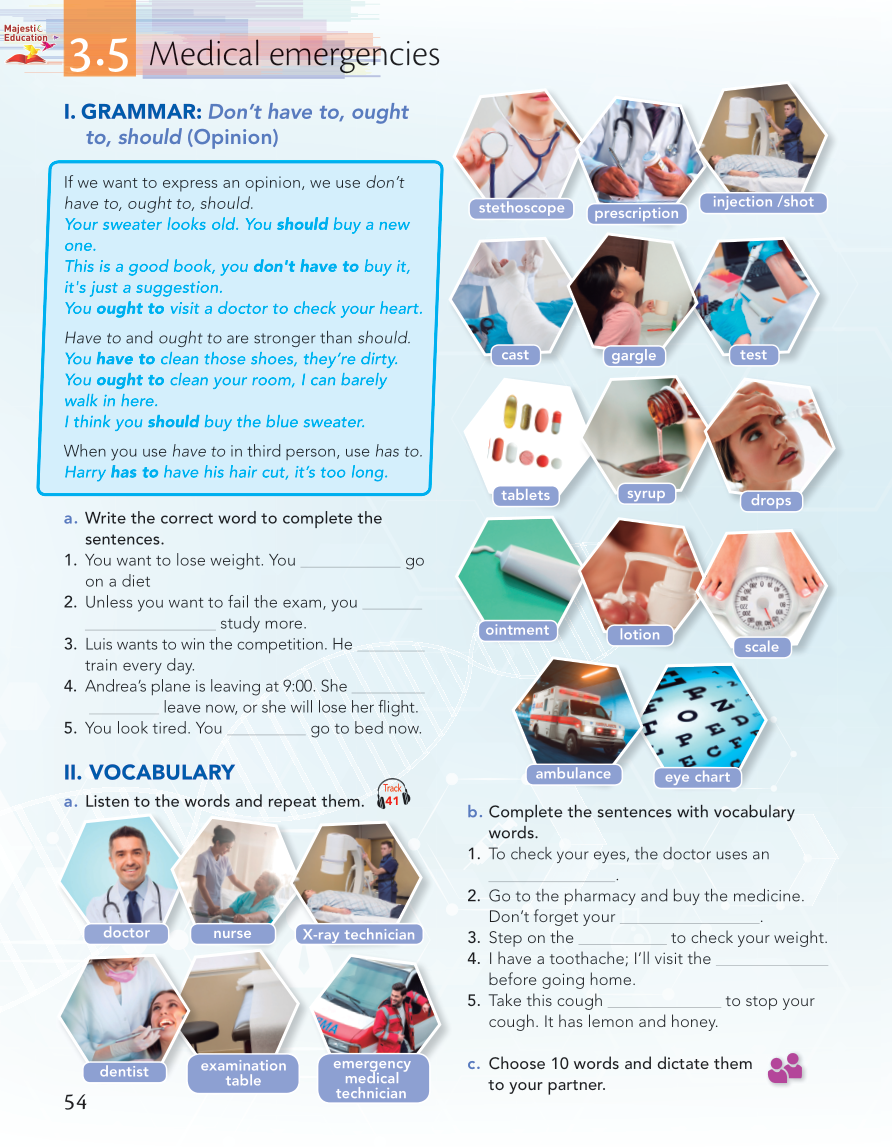 Majestic
Education
3.5 Medical emergencies
I. GRAMMAR: Don't have to, ought
to, should (Opinion)
If we want to express an opinion, we use don't
have to, ought to, should.
Your sweater looks old. You should buy a new
one.
This is a good book, you don't have to buy it,
it's just a suggestion.
You ought to visit a doctor to check your heart.
Have to and ought to are stronger than should.
You have to clean those shoes, they're dirty.
You ought to clean your room, I can barely
walk in here.
I think you should buy the blue sweater.
When you use have to in third person, use has to.
Harry has to have his hair cut, it's too long.
a. Write the correct word to complete the
sentences.
1. You want to lose weight. You ____________ go
on a diet
2. Unless you want to fail the exam, you _______
_______________ study more.
3. Luis wants to win the competition. He ________
train every day.
4. Andrea's plane is leaving at 9:00. She _________
________ leave now, or she will lose her flight.
5. You look tired. You _________ go to bed now.
II. VOCABULARY
a. Listen to the words and repeat them.
Track
41
doctor
nurse
X-ray technician
dentist
examination
table
emergency
medical
technician
54
stethoscope
prescription
injection /shot
cast
gargle
test
tablets
syrup
drops
ointment
lotion
scale
ambulance
eye chart
b. Complete the sentences with vocabulary
words.
1. To check your eyes, the doctor uses an
_______________.
2. Go to the pharmacy and buy the medicine.
Don't forget your _________________.
3. Step on the __________ to check your weight.
4. I have a toothache; I'll visit the _____________
before going home.
5. Take this cough _____________ to stop your
cough. It has lemon and honey.
c. Choose 10 words and dictate them
to your partner.